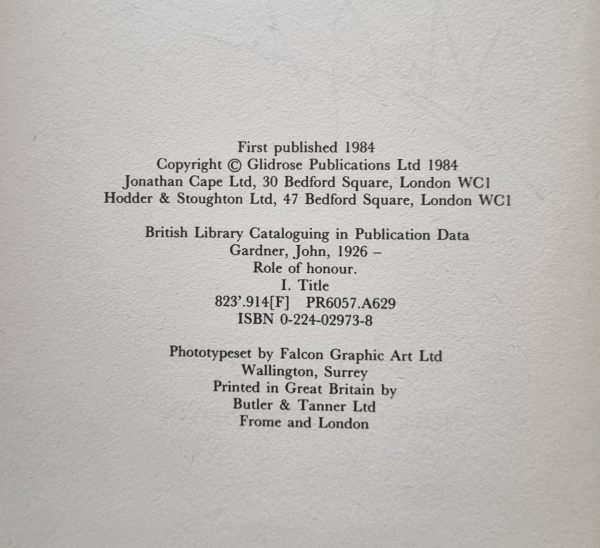 First published 1984
Copyright © Glidrose Publications Ltd 1984
Jonathan Cape Ltd, 30 Bedford Square, London WC1
Hodder & Stoughton Ltd, 47 Bedford Square, London WC1
British Library Cataloguing in Publication Data
Gardner, John, 1926 –
Role of honour.
I. Title
823'.914[F] PR6057.A629
ISBN 0-224-02973-8
Phototypeset by Falcon Graphic Art Ltd
Wallington, Surrey
Printed in Great Britain by
Butler & Tanner Ltd
Frome and London